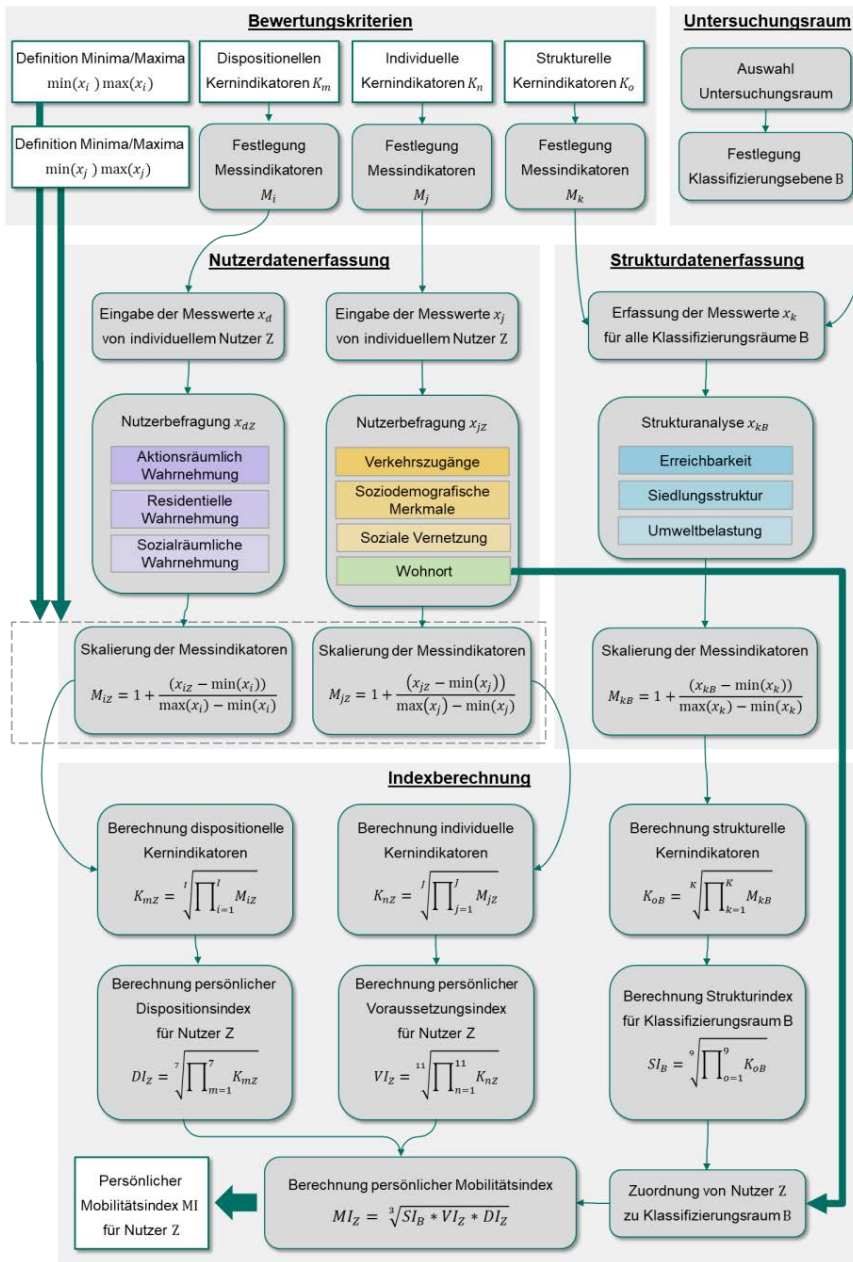 Bewertungskriterien
Definition Minima/Maxima
min(x_i) max(x_i)
Definition Minima/Maxima
min(x_j) max(x_j)
Dispositionellen
Kernindikatoren K_m
Festlegung
Messindikatoren
M_i
Individuelle
Kernindikatoren K_n
Festlegung
Messindikatoren
M_j
Strukturelle
Kernindikatoren K_o
Festlegung
Messindikatoren
M_k
Untersuchungsraum
Auswahl
Untersuchungsraum
Festlegung
Klassifizierungsebene B
Nutzerdatenerfassung
Eingabe der Messwerte x_d
von individuellem Nutzer Z
Nutzerbefragung x_dZ
Aktionsräumlich
Wahrnehmung
Residentielle
Wahrnehmung
Sozialräumliche
Wahrnehmung
Skalierung der Messindikatoren
M_iZ = 1 + (x_iZ − min(x_i)) / max(x_i) − min(x_i)
Eingabe der Messwerte x_j
von individuellem Nutzer Z
Nutzerbefragung x_jZ
Verkehrszugänge
Soziodemografische
Merkmale
Soziale Vernetzung
Wohnort
Skalierung der Messindikatoren
M_jZ = 1 + (x_jZ − min(x_j)) / max(x_j) − min(x_j)
Strukturdatenerfassung
Erfassung der Messwerte x_k
für alle Klassifizierungsräume B
Strukturanalyse x_kB
Erreichbarkeit
Siedlungsstruktur
Umweltbelastung
Skalierung der Messindikatoren
M_kB = 1 + (x_kB − min(x_k)) / max(x_k) − min(x_k)
Indexberechnung
Berechnung dispositionelle
Kernindikatoren
K_mZ = ᴵ√∏_{i=1}^{I} M_iZ
Berechnung individuelle
Kernindikatoren
K_nZ = ᴶ√∏_{j=1}^{J} M_jZ
Berechnung strukturelle
Kernindikatoren
K_oB = ᴷ√∏_{k=1}^{K} M_kB
Berechnung persönlicher
Dispositionsindex
für Nutzer Z
DI_Z = ⁷√∏_{m=1}^{7} K_mZ
Berechnung persönlicher
Voraussetzungsindex
für Nutzer Z
VI_Z = ¹¹√∏_{n=1}^{11} K_nZ
Berechnung Strukturindex
für Klassifizierungsraum B
SI_B = ⁹√∏_{o=1}^{9} K_oB
Persönlicher
Mobilitätsindex MI
für Nutzer Z
Berechnung persönlicher Mobilitätsindex
MI_Z = ³√SI_B * VI_Z * DI_Z
Zuordnung von Nutzer Z
zu Klassifizierungsraum B